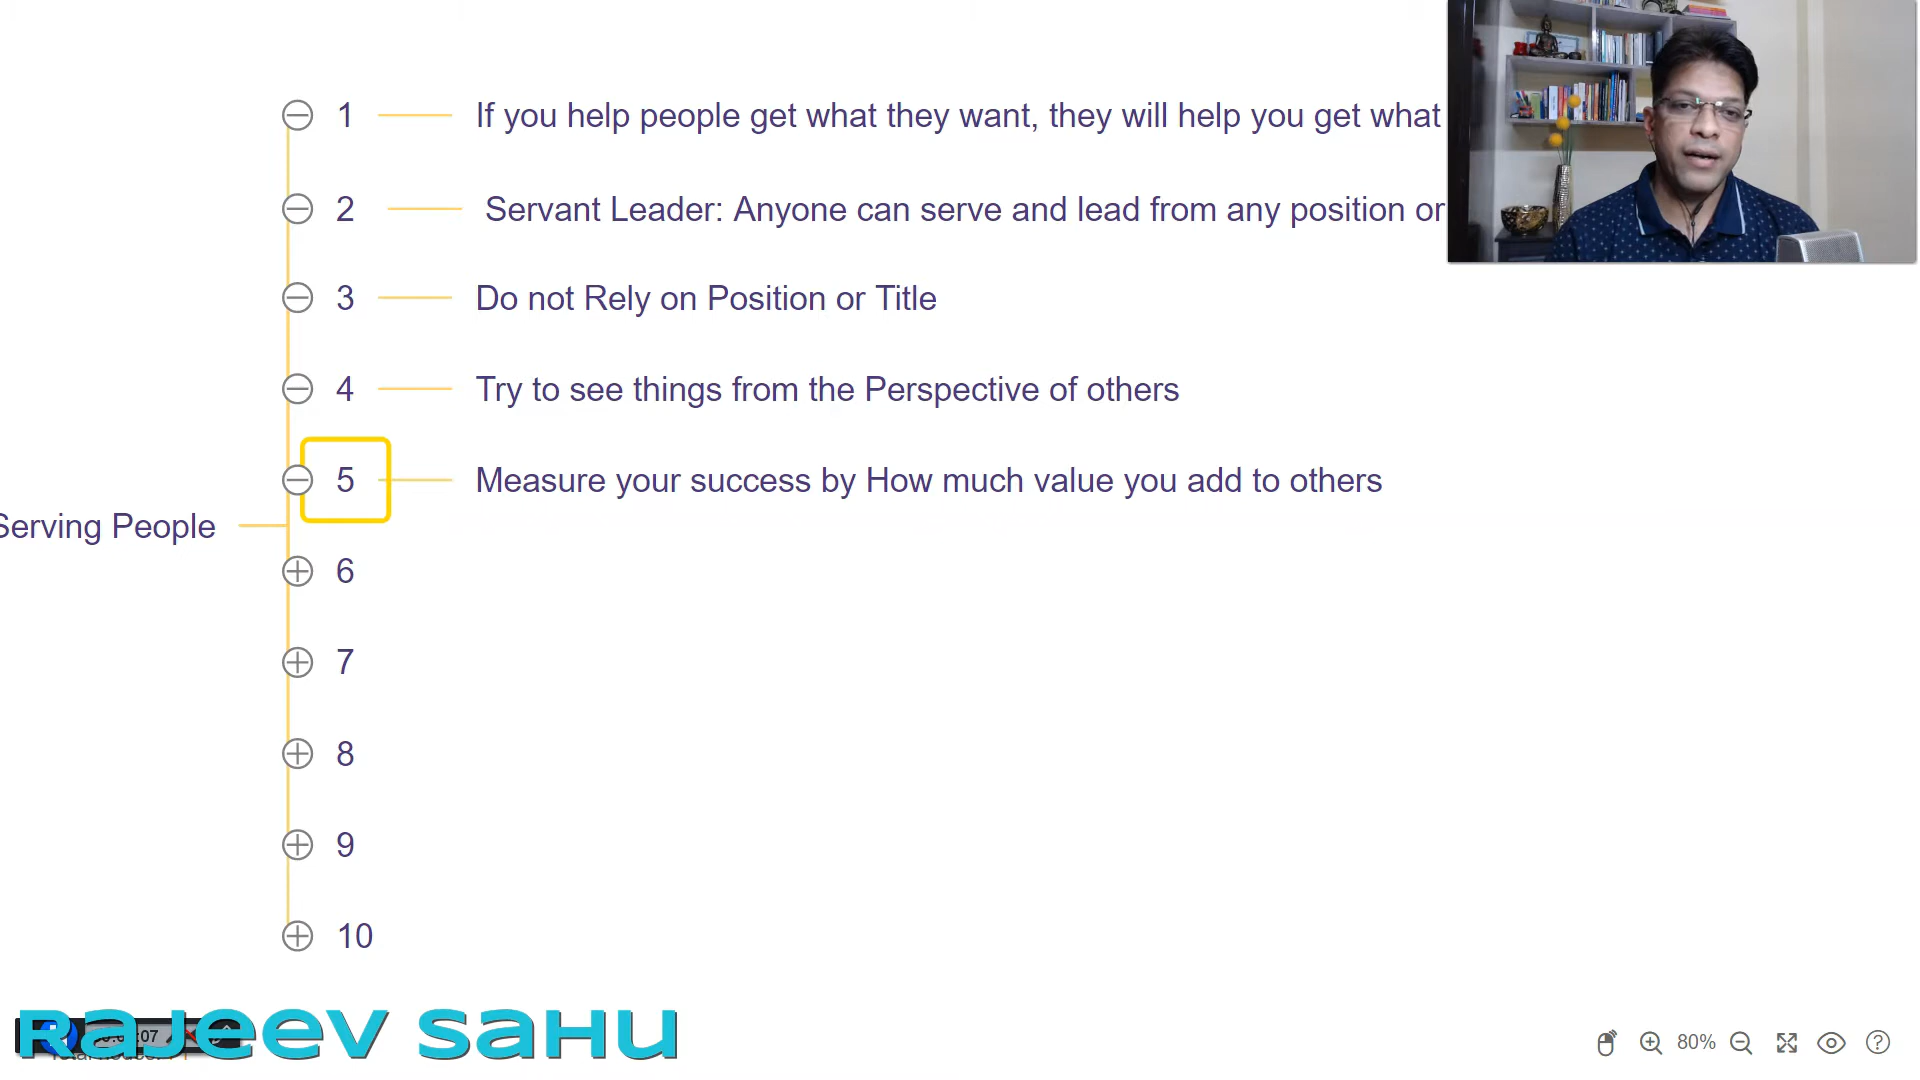 1 If you help people get what they want, they will help you get what
2 Servant Leader: Anyone can serve and lead from any position or
3 Do not Rely on Position or Title
4 Try to see things from the Perspective of others
5 Measure your success by How much value you add to others
Serving People
6
7
8
9
10
RAJEEV SAHU
80%